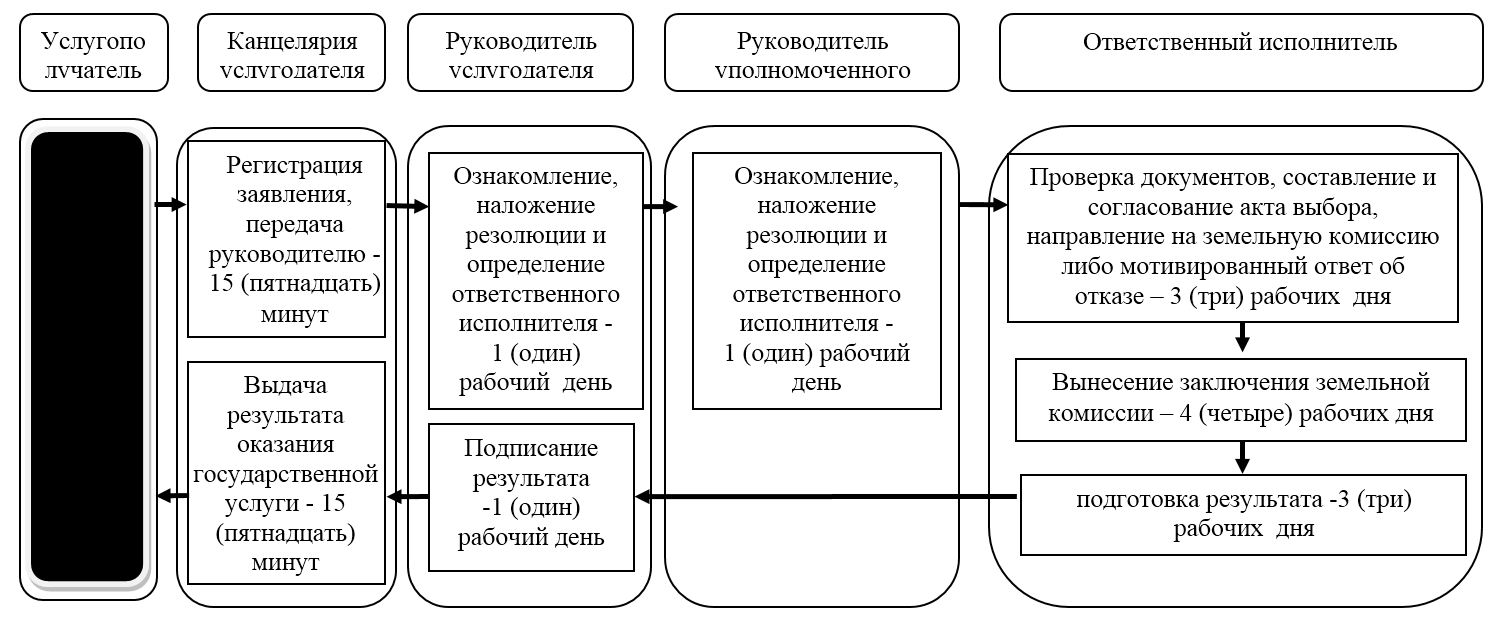 Услугопо
лучатель
Канцелярия
услугодателя
Руководитель
услугодателя
Руководитель
уполномоченного
Ответственный исполнитель
Регистрация
заявления,
передача
руководителю -
15 (пятнадцать)
минут
Выдача
результата
оказания
государственной
услуги - 15
(пятнадцать)
минут
Ознакомление,
наложение
резолюции и
определение
ответственного
исполнителя -
1 (один)
рабочий день
Подписание
результата
-1 (один)
рабочий день
Ознакомление,
наложение
резолюции и
определение
ответственного
исполнителя -
1 (один) рабочий
день
Проверка документов, составление и
согласование акта выбора,
направление на земельную комиссию
либо мотивированный ответ об
отказе – 3 (три) рабочих дня
Вынесение заключения земельной
комиссии – 4 (четыре) рабочих дня
подготовка результата -3 (три)
рабочих дня